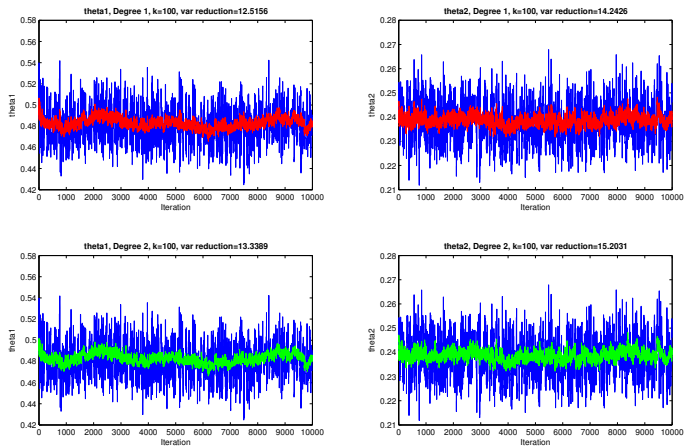 theta1, Degree 1, k=100, var reduction=12.5156
0.58
0.56
0.54
0.52
0.5
0.48
0.46
0.44
0.42
theta1
0 1000 2000 3000 4000 5000 6000 7000 8000 9000 10000
Iteration
theta2, Degree 1, k=100, var reduction=14.2426
0.28
0.27
0.26
0.25
0.24
0.23
0.22
0.21
theta2
0 1000 2000 3000 4000 5000 6000 7000 8000 9000 10000
Iteration
theta1, Degree 2, k=100, var reduction=13.3389
0.58
0.56
0.54
0.52
0.5
0.48
0.46
0.44
0.42
theta1
0 1000 2000 3000 4000 5000 6000 7000 8000 9000 10000
Iteration
theta2, Degree 2, k=100, var reduction=15.2031
0.28
0.27
0.26
0.25
0.24
0.23
0.22
0.21
theta2
0 1000 2000 3000 4000 5000 6000 7000 8000 9000 10000
Iteration